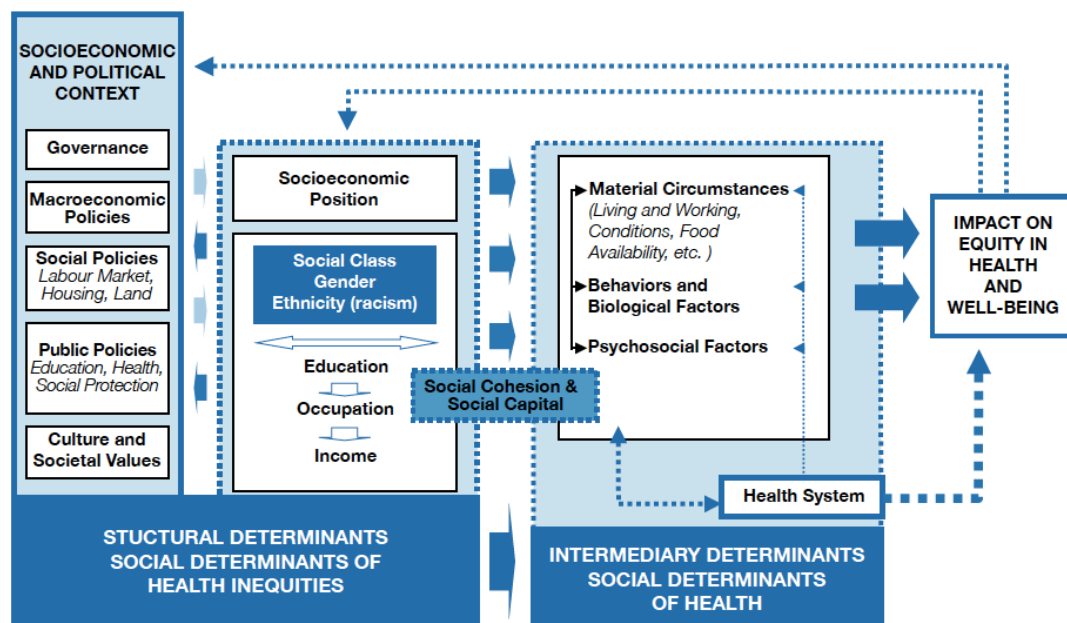 SOCIOECONOMIC
AND POLITICAL
CONTEXT
Governance
Macroeconomic
Policies
Social Policies
Labour Market,
Housing, Land
Public Policies
Education, Health,
Social Protection
Culture and
Societal Values
Socioeconomic
Position
Social Class
Gender
Ethnicity (racism)
Education
Occupation
Income
Social Cohesion &
Social Capital
Material Circumstances
(Living and Working,
Conditions, Food
Availability, etc. )
Behaviors and
Biological Factors
Psychosocial Factors
Health System
IMPACT ON
EQUITY IN
HEALTH
AND
WELL-BEING
STUCTURAL DETERMINANTS
SOCIAL DETERMINANTS OF
HEALTH INEQUITIES
INTERMEDIARY DETERMINANTS
SOCIAL DETERMINANTS
OF HEALTH